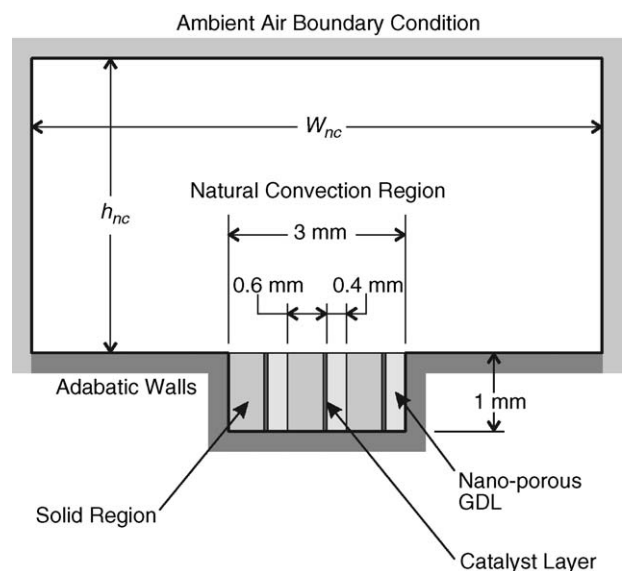 Ambient Air Boundary Condition
W_nc
h_nc
Natural Convection Region
3 mm
0.6 mm
0.4 mm
Adabatic Walls
1 mm
Solid Region
Nano-porous
GDL
Catalyst Layer